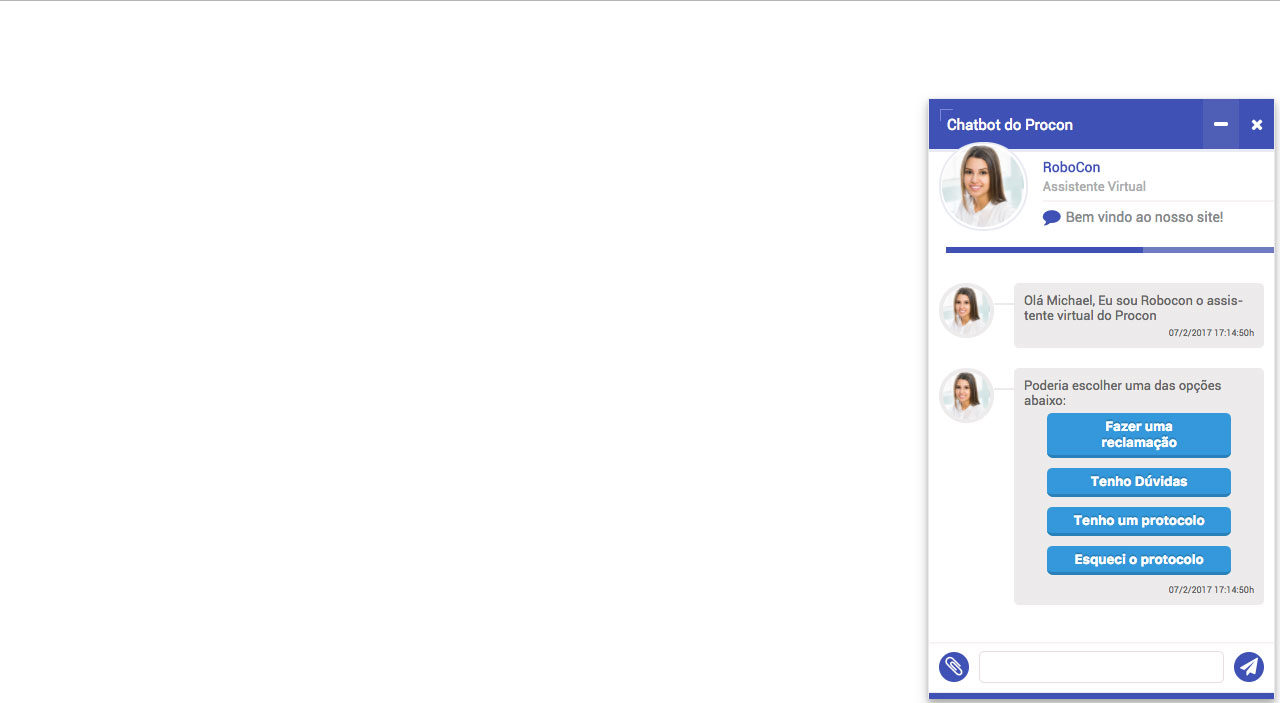 Chatbot do Procon
RoboCon
Assistente Virtual
Bem vindo ao nosso site!
Olá Michael, Eu sou Robocon o assis-
tente virtual do Procon
07/2/2017 17:14:50h
Poderia escolher uma das opções
abaixo:
Fazer uma
reclamação
Tenho Dúvidas
Tenho um protocolo
Esqueci o protocolo
07/2/2017 17:14:50h